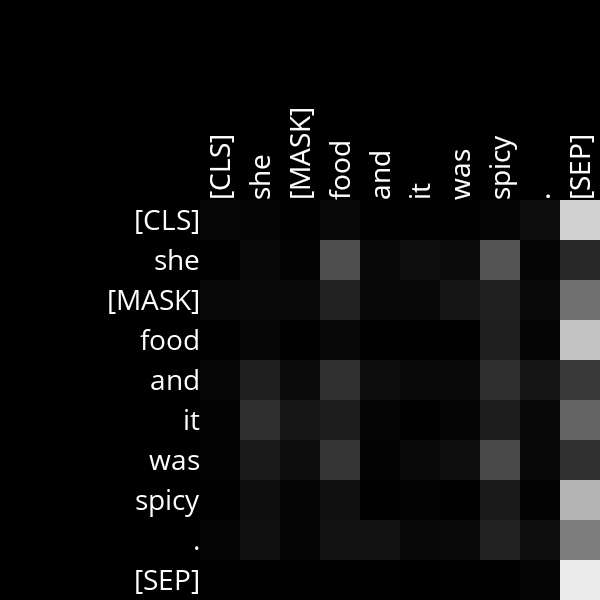 [CLS] she [MASK] food and it was spicy . [SEP]
[CLS]
she
[MASK]
food
and
it
was
spicy
.
[SEP]